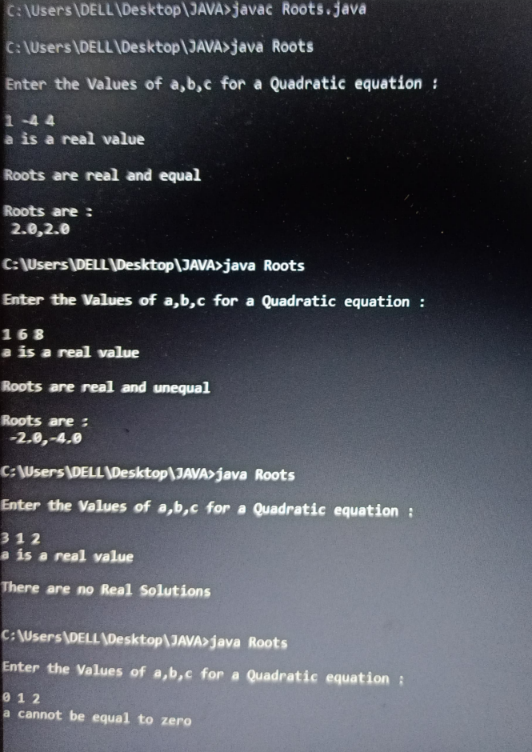 C:\Users\DELL\Desktop\JAVA>javac Roots.java
C:\Users\DELL\Desktop\JAVA>java Roots
Enter the Values of a,b,c for a Quadratic equation :
1 -4 4
a is a real value
Roots are real and equal
Roots are :
2.0,2.0
C:\Users\DELL\Desktop\JAVA>java Roots
Enter the Values of a,b,c for a Quadratic equation :
1 6 8
a is a real value
Roots are real and unequal
Roots are :
-2.0,-4.0
C:\Users\DELL\Desktop\JAVA>java Roots
Enter the Values of a,b,c for a Quadratic equation :
3 1 2
a is a real value
There are no Real Solutions
C:\Users\DELL\Desktop\JAVA>java Roots
Enter the Values of a,b,c for a Quadratic equation :
0 1 2
a cannot be equal to zero